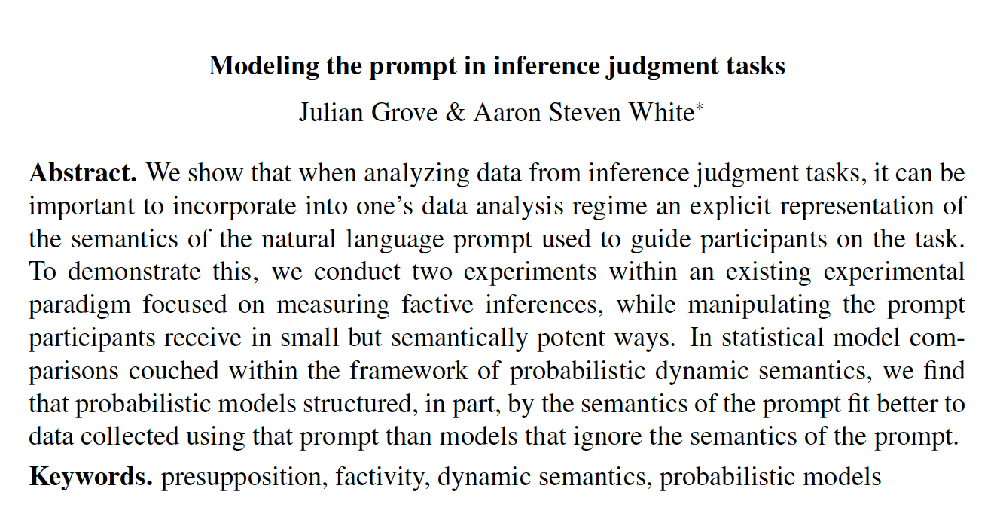 Modeling the prompt in inference judgment tasks
Julian Grove & Aaron Steven White*
Abstract. We show that when analyzing data from inference judgment tasks, it can be
important to incorporate into one’s data analysis regime an explicit representation of
the semantics of the natural language prompt used to guide participants on the task.
To demonstrate this, we conduct two experiments within an existing experimental
paradigm focused on measuring factive inferences, while manipulating the prompt
participants receive in small but semantically potent ways. In statistical model com-
parisons couched within the framework of probabilistic dynamic semantics, we find
that probabilistic models structured, in part, by the semantics of the prompt fit better to
data collected using that prompt than models that ignore the semantics of the prompt.
Keywords. presupposition, factivity, dynamic semantics, probabilistic models